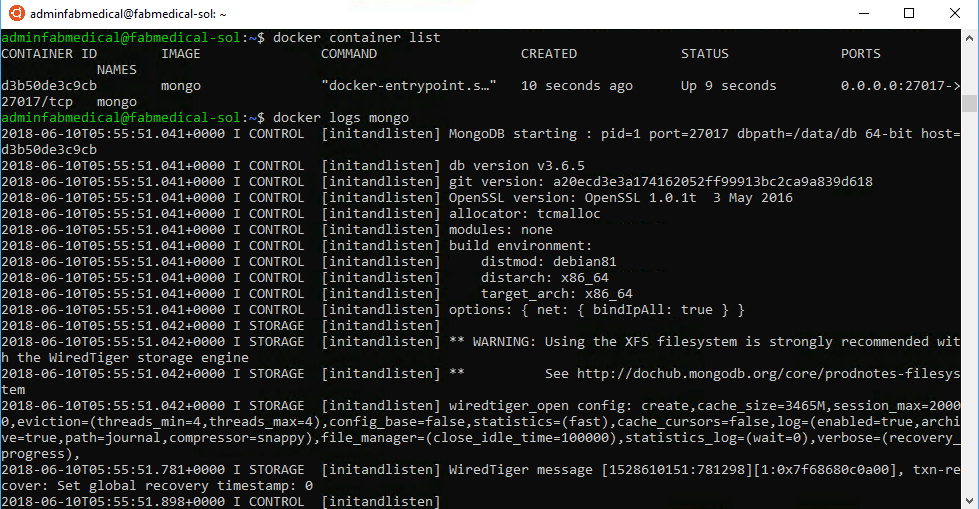 adminfabmedical@fabmedical-sol: ~
adminfabmedical@fabmedical-sol:~$ docker container list
CONTAINER ID        IMAGE               COMMAND                  CREATED             STATUS              PORTS
            NAMES
d3b50de3c9cb        mongo               "docker-entrypoint.s…"   10 seconds ago      Up 9 seconds        0.0.0.0:27017->
27017/tcp   mongo
adminfabmedical@fabmedical-sol:~$ docker logs mongo
2018-06-10T05:55:51.041+0000 I CONTROL  [initandlisten] MongoDB starting : pid=1 port=27017 dbpath=/data/db 64-bit host=
d3b50de3c9cb
2018-06-10T05:55:51.041+0000 I CONTROL  [initandlisten] db version v3.6.5
2018-06-10T05:55:51.041+0000 I CONTROL  [initandlisten] git version: a20ecd3e3a174162052ff99913bc2ca9a839d618
2018-06-10T05:55:51.041+0000 I CONTROL  [initandlisten] OpenSSL version: OpenSSL 1.0.1t  3 May 2016
2018-06-10T05:55:51.041+0000 I CONTROL  [initandlisten] allocator: tcmalloc
2018-06-10T05:55:51.041+0000 I CONTROL  [initandlisten] modules: none
2018-06-10T05:55:51.041+0000 I CONTROL  [initandlisten] build environment:
2018-06-10T05:55:51.041+0000 I CONTROL  [initandlisten]     distmod: debian81
2018-06-10T05:55:51.041+0000 I CONTROL  [initandlisten]     distarch: x86_64
2018-06-10T05:55:51.041+0000 I CONTROL  [initandlisten]     target_arch: x86_64
2018-06-10T05:55:51.041+0000 I CONTROL  [initandlisten] options: { net: { bindIpAll: true } }
2018-06-10T05:55:51.042+0000 I STORAGE  [initandlisten]
2018-06-10T05:55:51.042+0000 I STORAGE  [initandlisten] ** WARNING: Using the XFS filesystem is strongly recommended wit
h the WiredTiger storage engine
2018-06-10T05:55:51.042+0000 I STORAGE  [initandlisten] **          See http://dochub.mongodb.org/core/prodnotes-filesys
tem
2018-06-10T05:55:51.042+0000 I STORAGE  [initandlisten] wiredtiger_open config: create,cache_size=3465M,session_max=2000
0,eviction=(threads_min=4,threads_max=4),config_base=false,statistics=(fast),cache_cursors=false,log=(enabled=true,archi
ve=true,path=journal,compressor=snappy),file_manager=(close_idle_time=100000),statistics_log=(wait=0),verbose=(recovery_
progress),
2018-06-10T05:55:51.781+0000 I STORAGE  [initandlisten] WiredTiger message [1528610151:781298][1:0x7f68680c0a00], txn-re
cover: Set global recovery timestamp: 0
2018-06-10T05:55:51.898+0000 I CONTROL  [initandlisten]